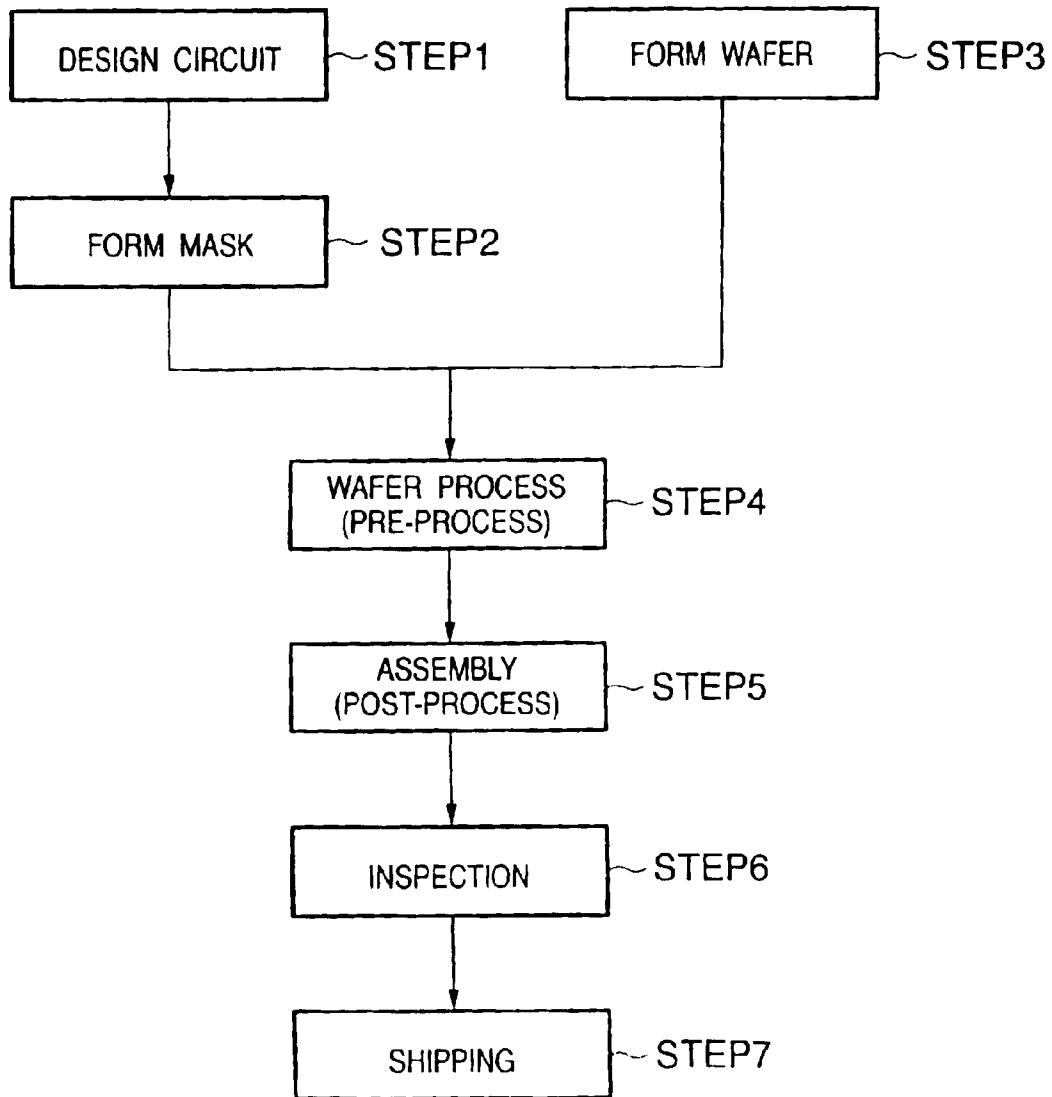 DESIGN CIRCUIT
STEP1
FORM WAFER
STEP3
FORM MASK
STEP2
WAFER PROCESS
(PRE-PROCESS)
STEP4
ASSEMBLY
(POST-PROCESS)
STEP5
INSPECTION
STEP6
SHIPPING
STEP7